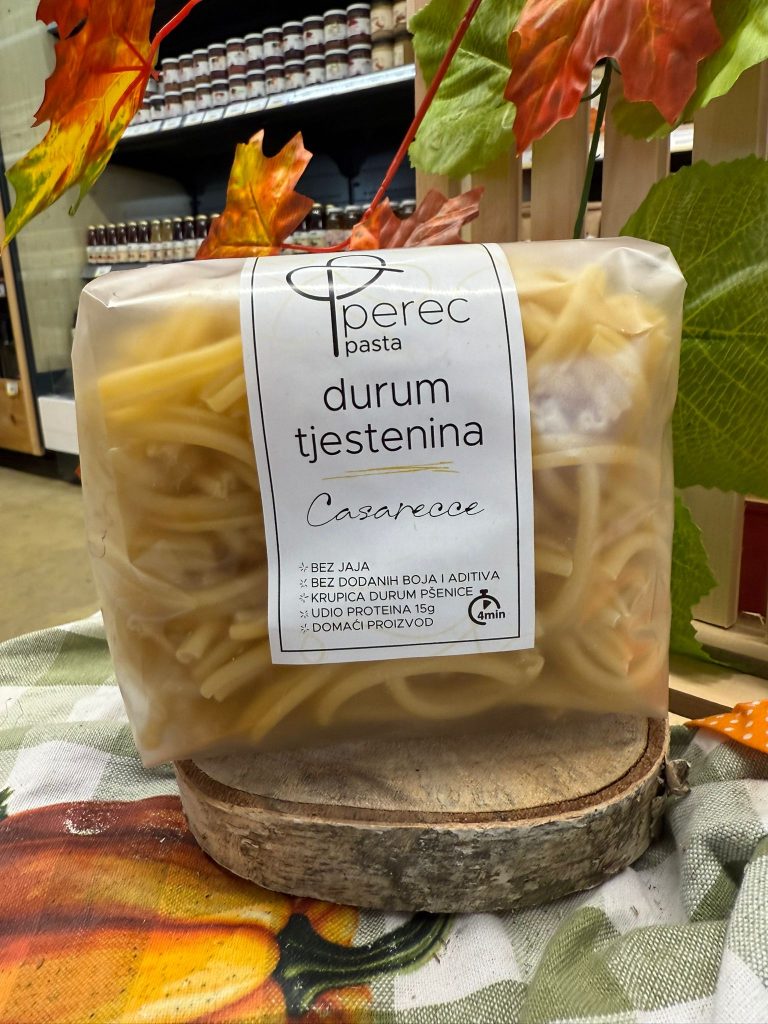 perec
pasta
durum
tjestenina
Casarecce
BEZ JAJA
BEZ DODANIH BOJA I ADITIVA
KRUPICA DURUM PŠENICE
UDIO PROTEINA 15g
DOMAĆI PROIZVOD
4min